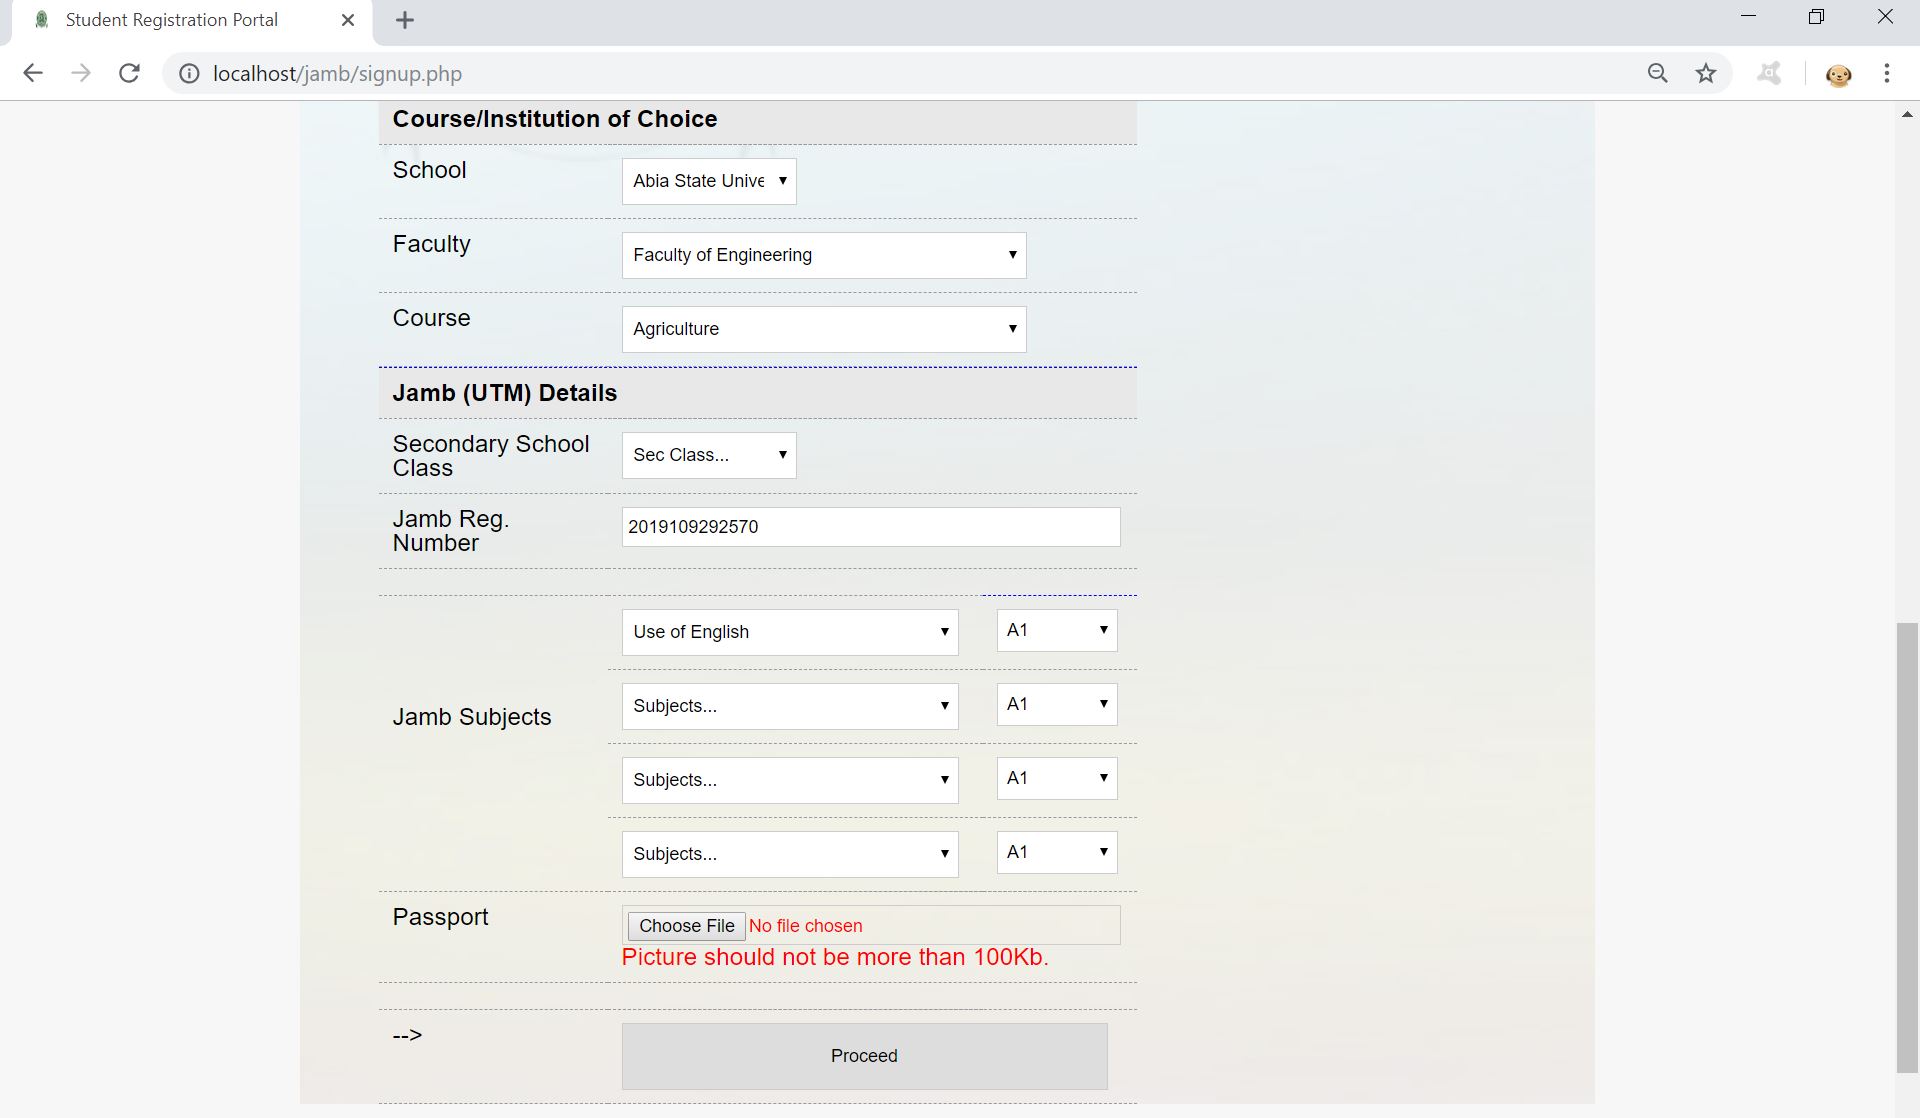 Student Registration Portal
localhost/jamb/signup.php
Course/Institution of Choice
School
Abia State Unive
Faculty
Faculty of Engineering
Course
Agriculture
Jamb (UTM) Details
Secondary School
Class
Sec Class...
Jamb Reg.
Number
2019109292570
Use of English
A1
Jamb Subjects
Subjects...
A1
Subjects...
A1
Subjects...
A1
Passport
Choose File No file chosen
Picture should not be more than 100Kb.
-->
Proceed